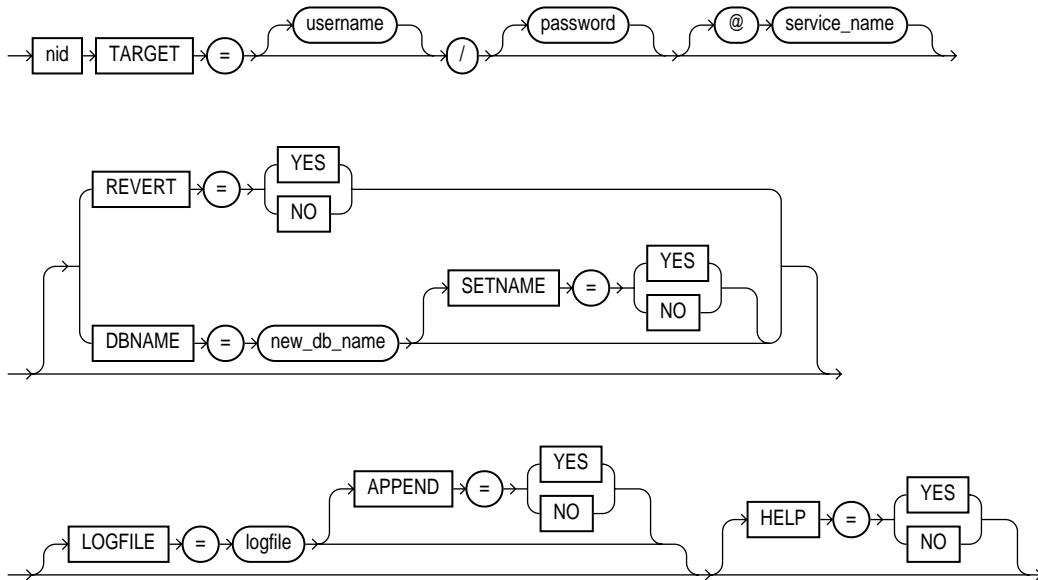 username password @ service_name
nid TARGET = /
YES
REVERT =
NO
YES
SETNAME =
NO
DBNAME = new_db_name
YES
APPEND =
NO
YES
LOGFILE = logfile
HELP =
NO